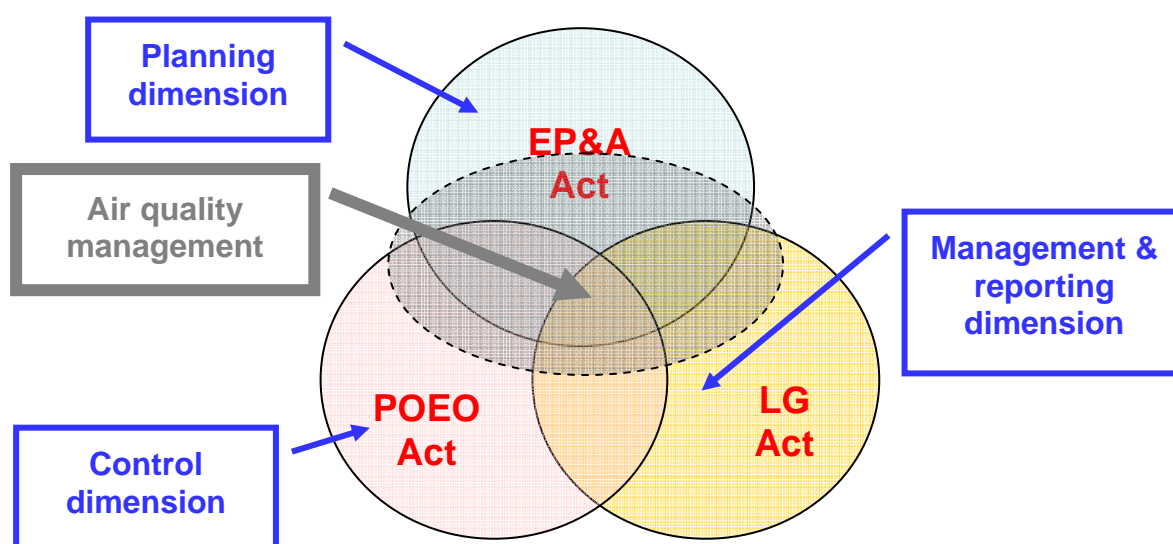 Planning
dimension
EP&A
Act
Air quality
management
Management &
reporting
dimension
POEO
Act
LG
Act
Control
dimension